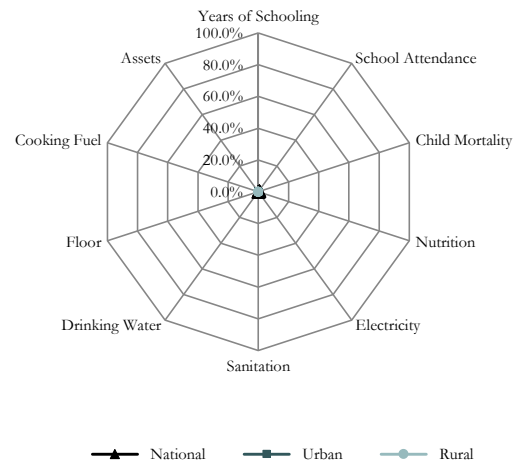 Years of Schooling
100.0%
Assets
School Attendance
80.0%
60.0%
Cooking Fuel
Child Mortality
40.0%
20.0%
0.0%
Floor
Nutrition
Drinking Water
Electricity
Sanitation
National Urban Rural